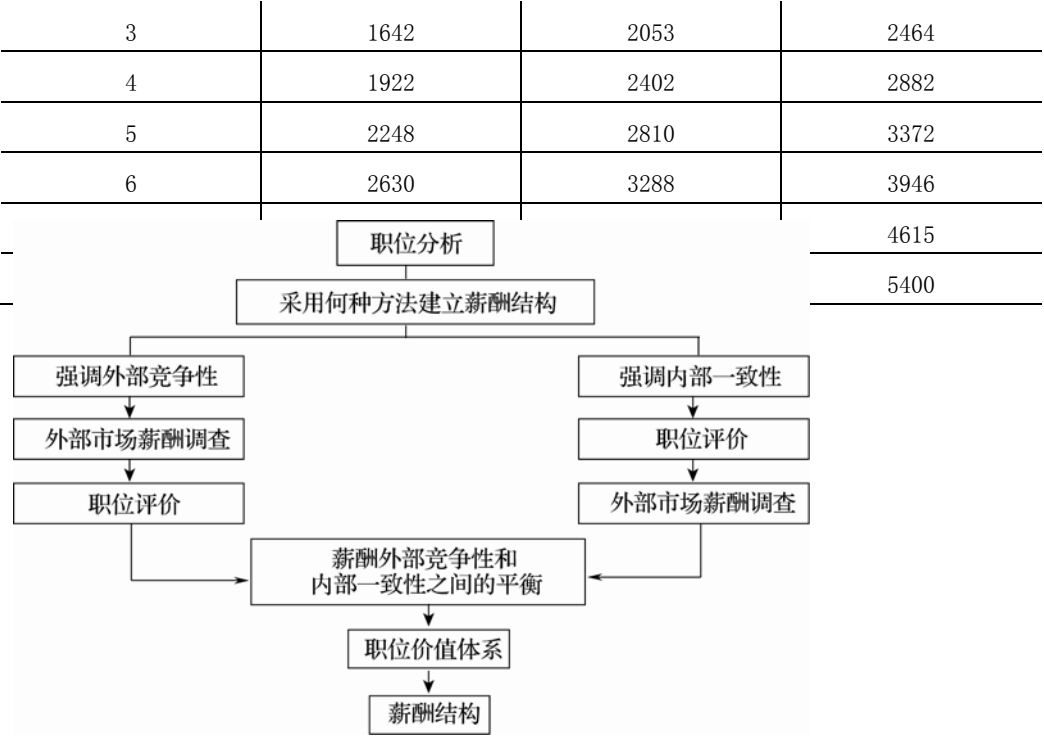 3 1642 2053 2464
4 1922 2402 2882
5 2248 2810 3372
6 2630 3288 3946
4615
5400
职位分析
采用何种方法建立薪酬结构
强调外部竞争性 强调内部一致性
外部市场薪酬调查 职位评价
职位评价 外部市场薪酬调查
薪酬外部竞争性和
内部一致性之间的平衡
职位价值体系
薪酬结构